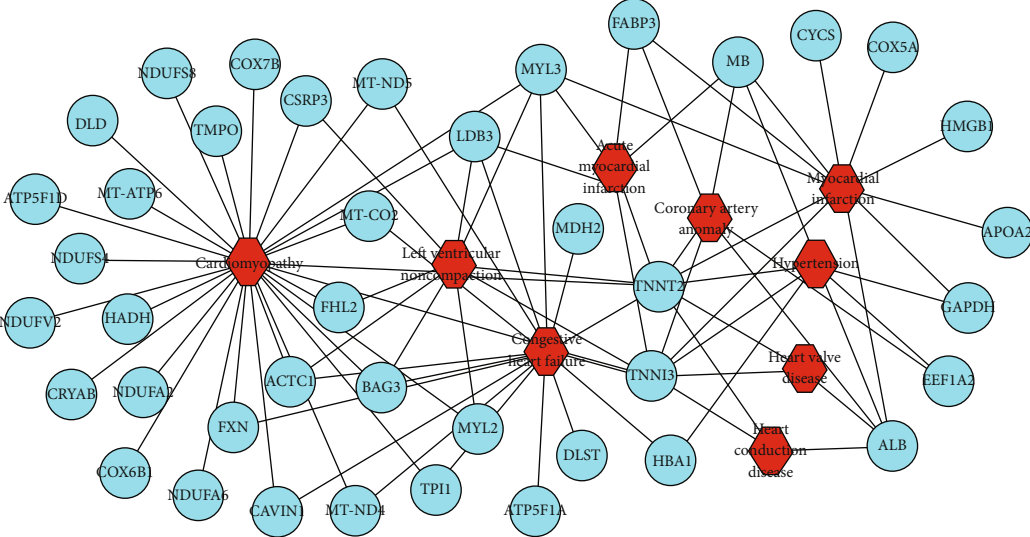 FABP3
CYCS
COX5A
MB
NDUFS8
COX7B
MYL3
MT-ND5
CSRP3
DLD
TMPO
LDB3
HMGB1
Acute
myocardial
infarction
Myocardial
infarction
ATP5F1D
MT-ATP6
MT-CO2
Coronary artery
anomaly
MDH2
APOA2
NDUFS4
Cardiomyopathy
Left ventricular
noncompaction
Hypertension
TNNT2
FHL2
GAPDH
NDUFV2
HADH
Congestive
heart failure
Heart valve
disease
TNNI3
EEF1A2
ACTC1
BAG3
CRYAB
NDUFA2
FXN
MYL2
Heart
conduction
disease
ALB
DLST
HBA1
COX6B1
NDUFA6
TPI1
CAVIN1
MT-ND4
ATP5F1A